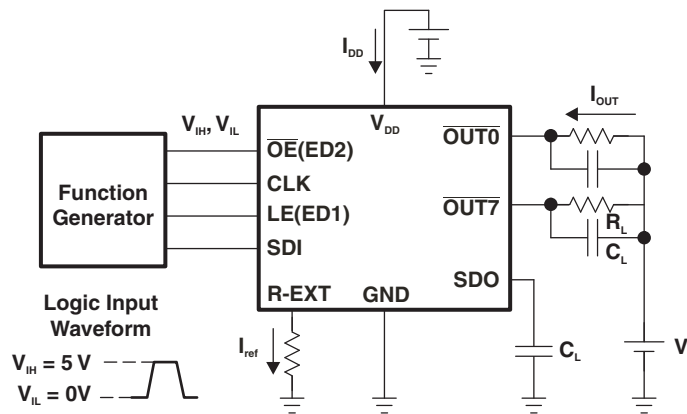 I_DD
V_IH, V_IL
Function
Generator
V_DD
OE(ED2)
CLK
LE(ED1)
SDI
R-EXT
GND
OUT0
OUT7
SDO
I_OUT
R_L
C_L
C_L
V
I_ref
Logic Input
Waveform
V_IH = 5 V
V_IL = 0V